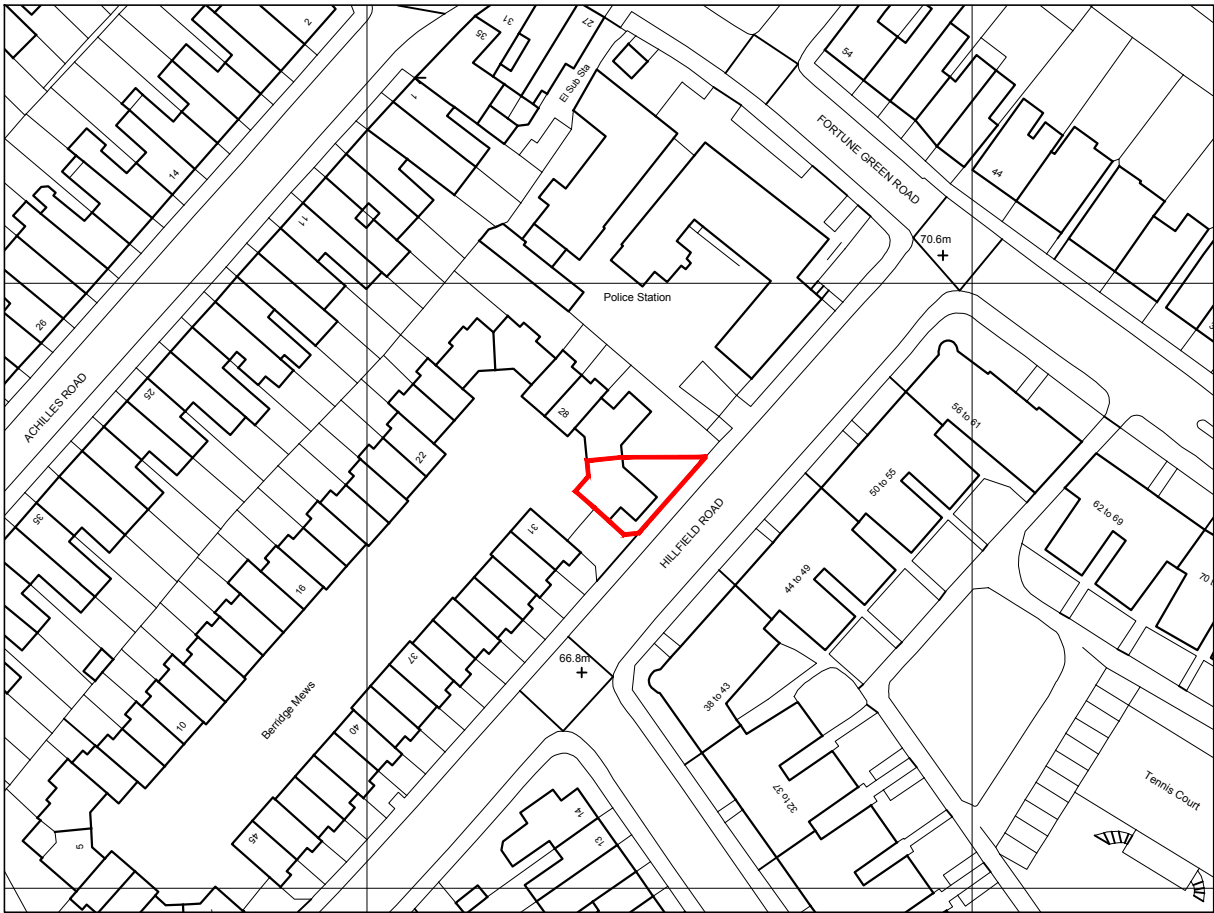 2
31
27
35
El Sub Sta
54
1
FORTUNE GREEN ROAD
44
14
11
70.6m
Police Station
26
ACHILLES ROAD
25
28
56 to 61
22
50 to 55
35
31
HILLFIELD ROAD
62 to 69
44 to 49
16
37
66.8m
38 to 43
Berridge Mews
10
40
32 to 37
Tennis Court
14
13
45
5